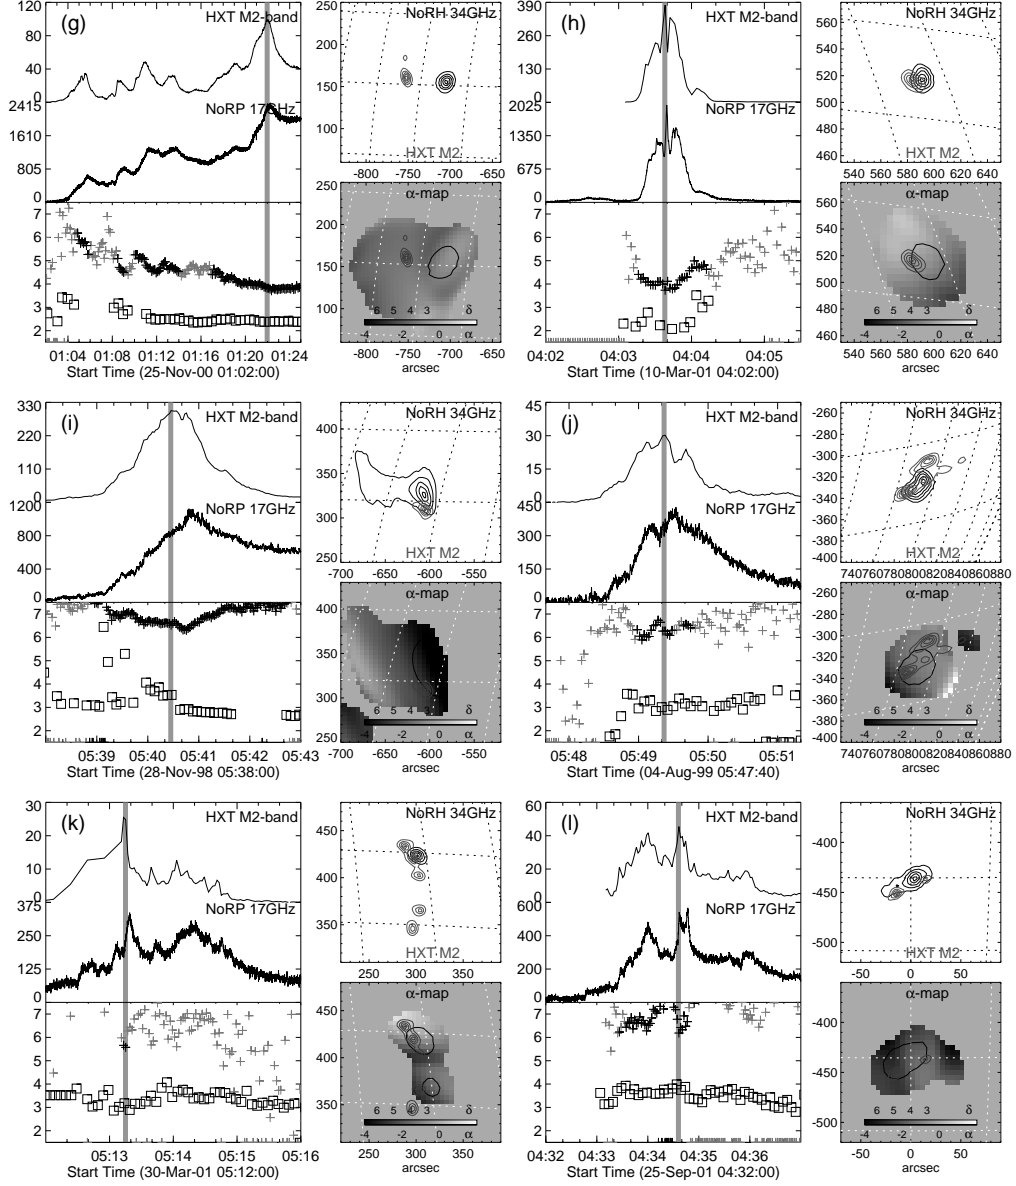 (g)
HXT M2-band
120
80
40
0
NoRP 17GHz
2415
1610
805
0
7
6
5
4
3
2
01:04 01:08 01:12 01:16 01:20 01:24
Start Time (25-Nov-00 01:02:00)
NoRH 34GHz
250
200
150
100
HXT M2
-800 -750 -700 -650
α-map
250
200
150
100
6 5 4 3 δ
-4 -2 0 α
-800 -750 -700 -640
arcsec
(h)
HXT M2-band
390
260
130
0
NoRP 17GHz
2025
1350
675
0
7
6
5
4
3
2
04:02 04:03 04:04 04:05
Start Time (10-Mar-01 04:02:00)
NoRH 34GHz
560
540
520
500
480
460
HXT M2
540 560 580 600 620 640
α-map
560
540
520
500
480
460
6 5 4 3 δ
-4 -2 0 α
540 560 580 600 620 640
arcsec
(i)
HXT M2-band
330
220
110
0
NoRP 17GHz
1200
800
400
0
7
6
5
4
3
2
05:39 05:40 05:41 05:42 05:43
Start Time (28-Nov-98 05:38:00)
NoRH 34GHz
400
350
300
250
HXT M2
-700 -650 -600 -550
α-map
400
350
300
250
6 5 4 3 δ
-4 -2 0 α
-700 -650 -600 -550
arcsec
(j)
HXT M2-band
45
30
15
0
NoRP 17GHz
450
300
150
0
7
6
5
4
3
2
05:48 05:49 05:50 05:51
Start Time (04-Aug-99 05:47:40)
NoRH 34GHz
-260
-280
-300
-320
-340
-360
-380
-400
HXT M2
740760780800820840860880
α-map
-260
-280
-300
-320
-340
-360
-380
-400
6 5 4 3 δ
-4 -2 0 α
740760780800820840860880
arcsec
(k)
HXT M2-band
30
20
10
0
NoRP 17GHz
375
250
125
0
7
6
5
4
3
2
05:13 05:14 05:15 05:16
Start Time (30-Mar-01 05:12:00)
NoRH 34GHz
450
400
350
HXT M2
250 300 350
α-map
450
400
350
6 5 4 3 δ
-4 -2 0 α
250 300 350
arcsec
(l)
HXT M2-band
60
40
20
0
NoRP 17GHz
600
400
200
0
7
6
5
4
3
2
04:32 04:33 04:34 04:35 04:36
Start Time (25-Sep-01 04:32:00)
NoRH 34GHz
-400
-450
-500
HXT M2
-50 0 50
α-map
-400
-450
-500
6 5 4 3 δ
-4 -2 0 α
-50 0 50
arcsec